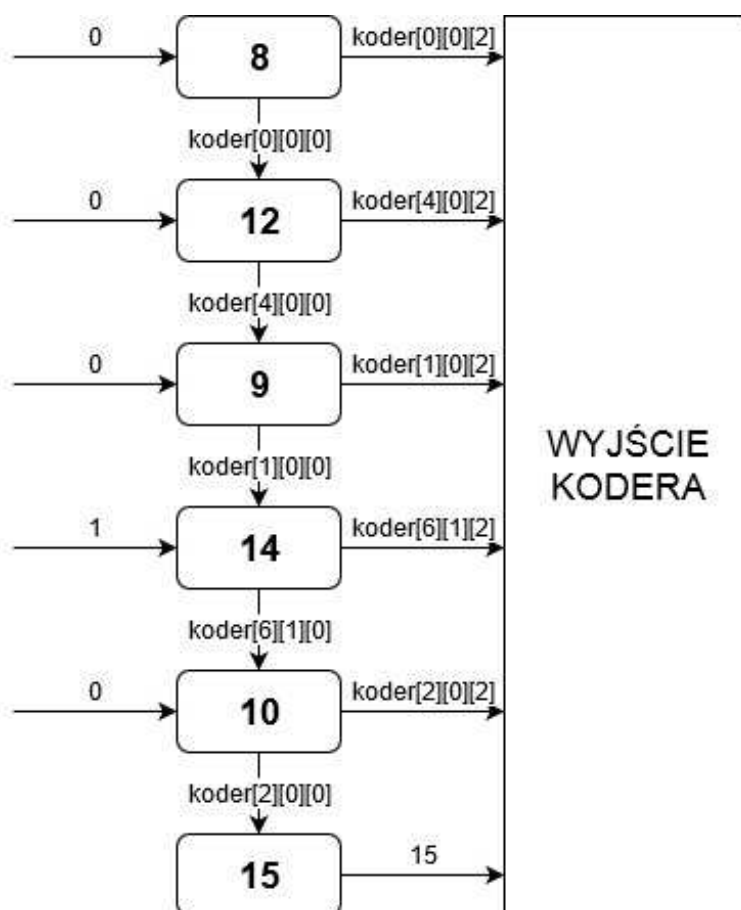 0
8
koder[0][0][2]
koder[0][0][0]
0
12
koder[4][0][2]
koder[4][0][0]
0
9
koder[1][0][2]
koder[1][0][0]
WYJŚCIE
KODERA
1
14
koder[6][1][2]
koder[6][1][0]
0
10
koder[2][0][2]
koder[2][0][0]
15
15